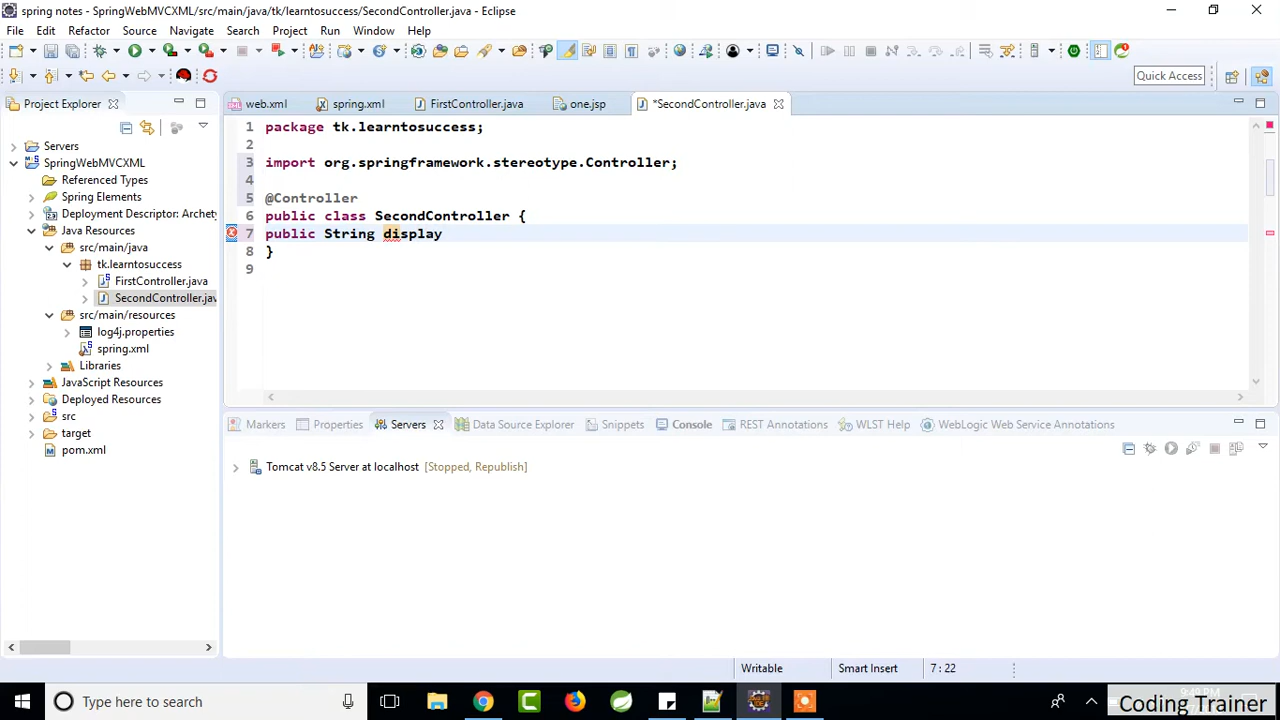 spring notes - SpringWebMVCXML/src/main/java/tk/learntosuccess/SecondController.java - Eclipse
File Edit Refactor Source Navigate Search Project Run Window Help
Quick Access
Project Explorer
web.xml spring.xml FirstController.java one.jsp *SecondController.java
Servers
SpringWebMVCXML
Referenced Types
Spring Elements
Deployment Descriptor: Archety
Java Resources
src/main/java
tk.learntosuccess
FirstController.java
SecondController.jav
src/main/resources
log4j.properties
spring.xml
Libraries
JavaScript Resources
Deployed Resources
src
target
pom.xml
1 package tk.learntosuccess;
2
3 import org.springframework.stereotype.Controller;
4
5 @Controller
6 public class SecondController {
7 public String display
8 }
9
Markers Properties Servers Data Source Explorer Snippets Console REST Annotations WLST Help WebLogic Web Service Annotations
Tomcat v8.5 Server at localhost [Stopped, Republish]
Writable Smart Insert 7 : 22
Type here to search
Coding Trainer